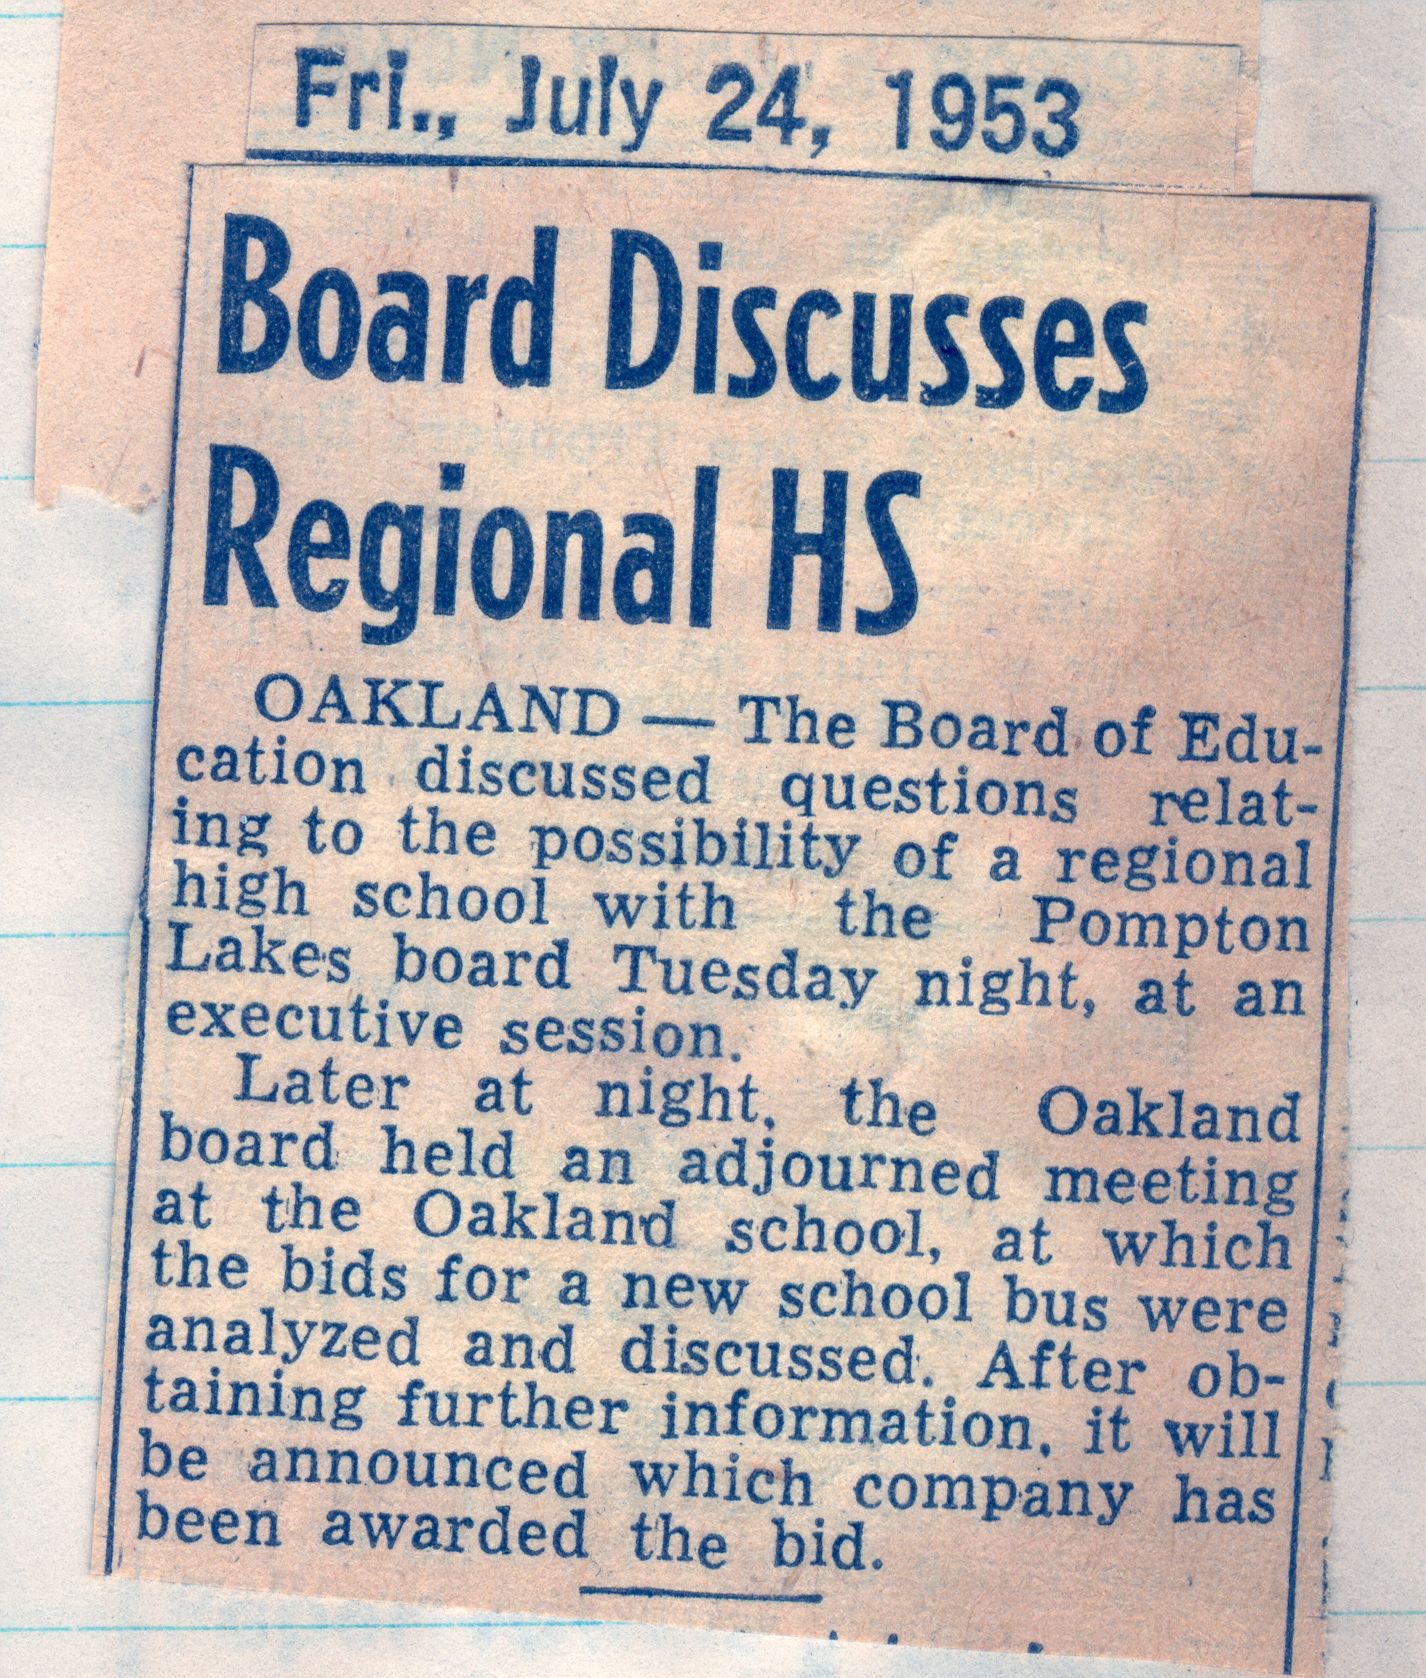 Fri., July 24, 1953
Board Discusses
Regional HS
OAKLAND — The Board of Edu-
cation discussed questions relat-
ing to the possibility of a regional
high school with the Pompton
Lakes board Tuesday night, at an
executive session.
Later at night, the Oakland
board held an adjourned meeting
at the Oakland school, at which
the bids for a new school bus were
analyzed and discussed. After ob-
taining further information, it will
be announced which company has
been awarded the bid.